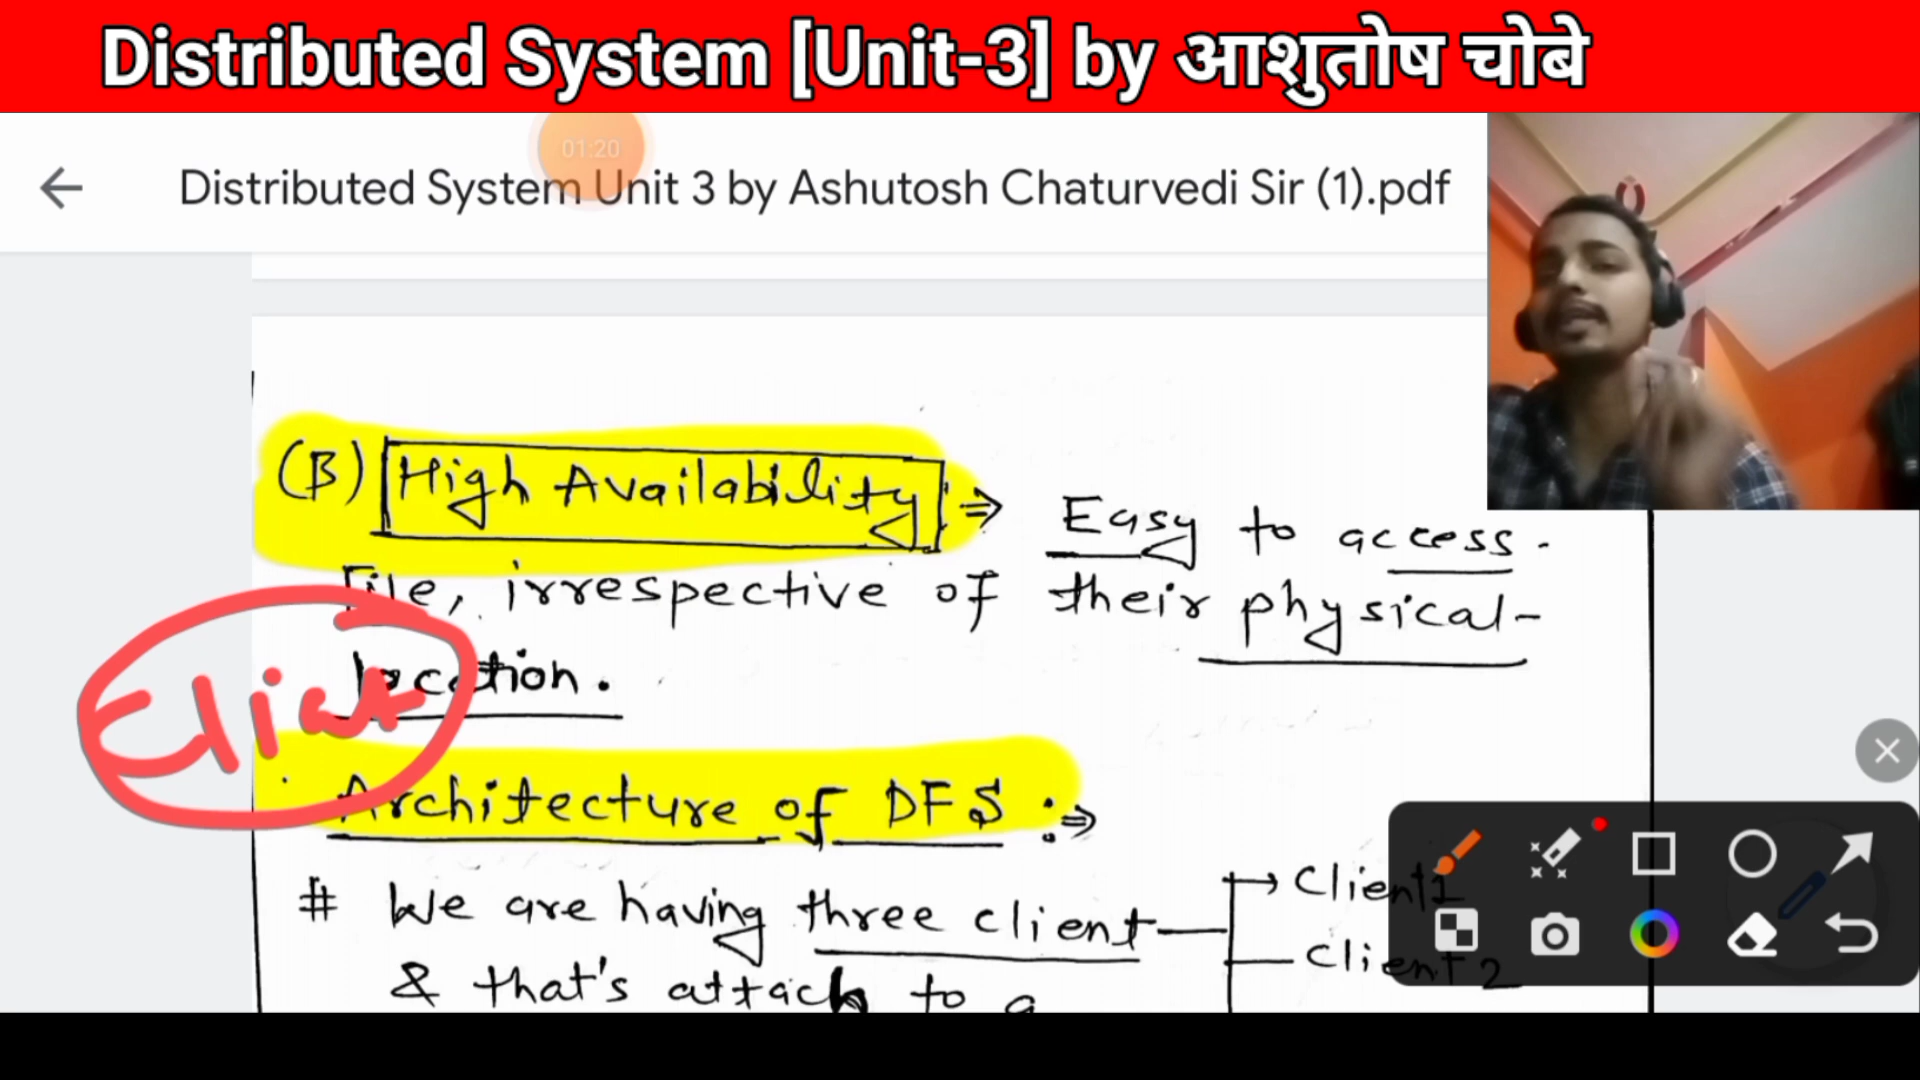 Distributed System [Unit-3] by आशुतोष चोबे
01:20
Distributed System Unit 3 by Ashutosh Chaturvedi Sir (1).pdf
(B) High Availability :⇒ Easy to access.
File, irrespective of their physical-
location.
Client
Architecture of DFS :⇒
# We are having three client → Client1
Client 2
& that's attach to a